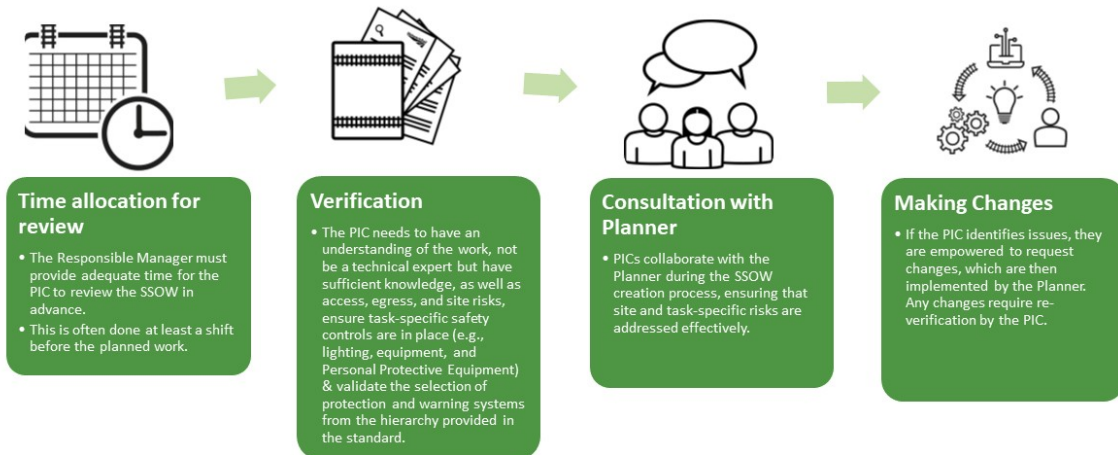 Time allocation for
review
• The Responsible Manager must
provide adequate time for the
PIC to review the SSOW in
advance.
• This is often done at least a shift
before the planned work.
Verification
• The PIC needs to have an
understanding of the work, not
be a technical expert but have
sufficient knowledge, as well as
access, egress, and site risks,
ensure task-specific safety
controls are in place (e.g.,
lighting, equipment, and
Personal Protective Equipment)
& validate the selection of
protection and warning systems
from the hierarchy provided in
the standard.
Consultation with
Planner
• PICs collaborate with the
Planner during the SSOW
creation process, ensuring that
site and task-specific risks are
addressed effectively.
Making Changes
• If the PIC identifies issues, they
are empowered to request
changes, which are then
implemented by the Planner.
Any changes require re-
verification by the PIC.